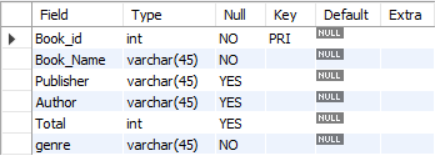 Field Type Null Key Default Extra
Book_id int NO PRI NULL
Book_Name varchar(45) NO NULL
Publisher varchar(45) YES NULL
Author varchar(45) YES NULL
Total int YES NULL
genre varchar(45) NO NULL